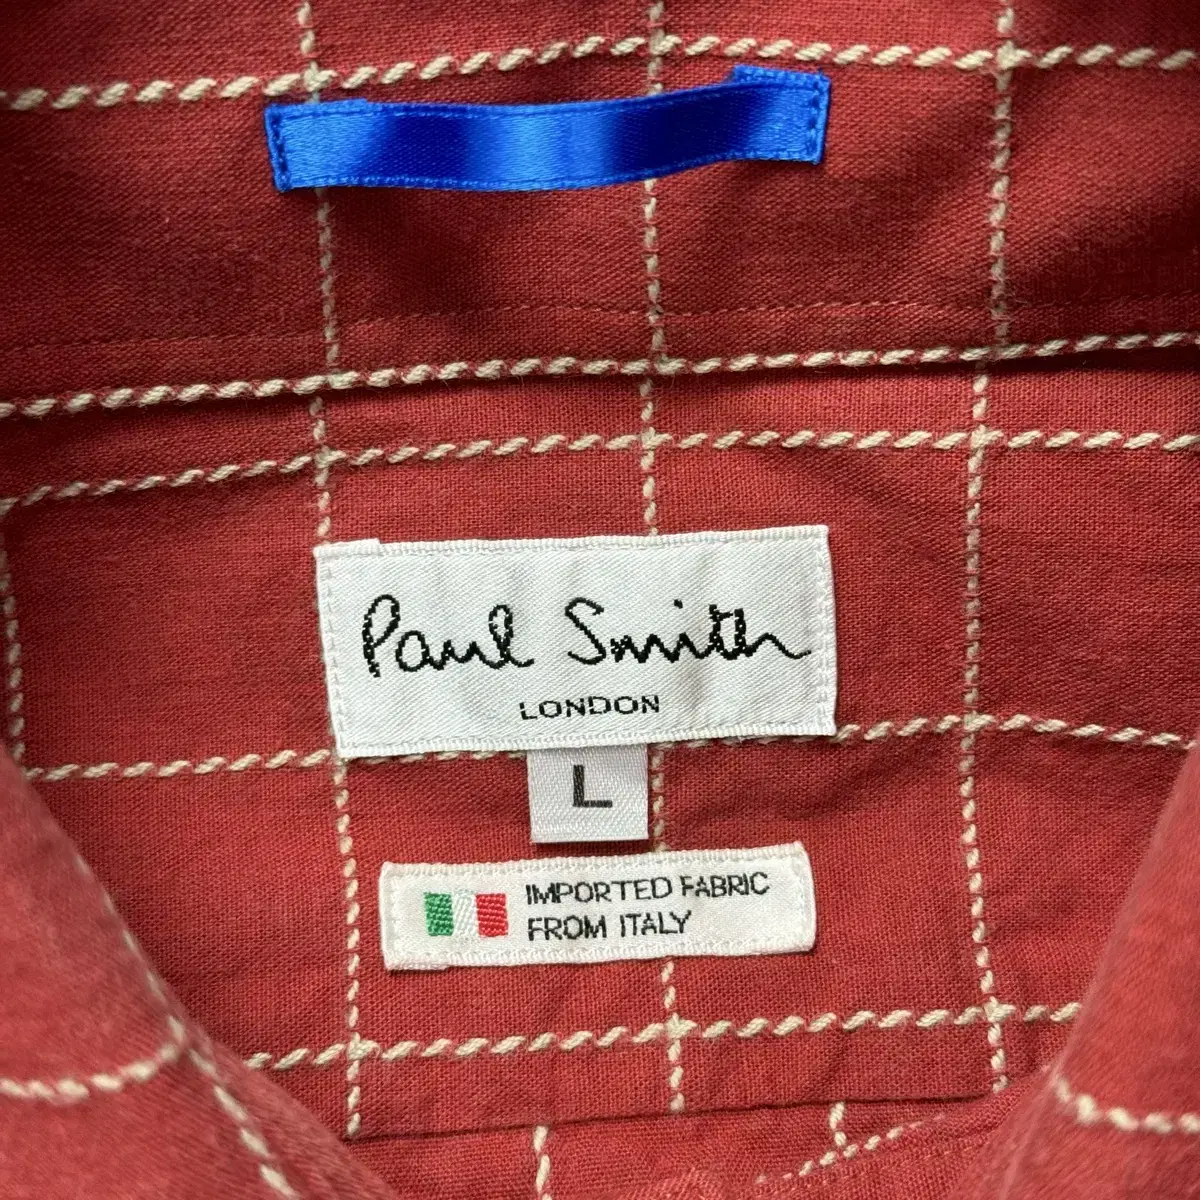 Paul Smith
LONDON
L
IMPORTED FABRIC
FROM ITALY